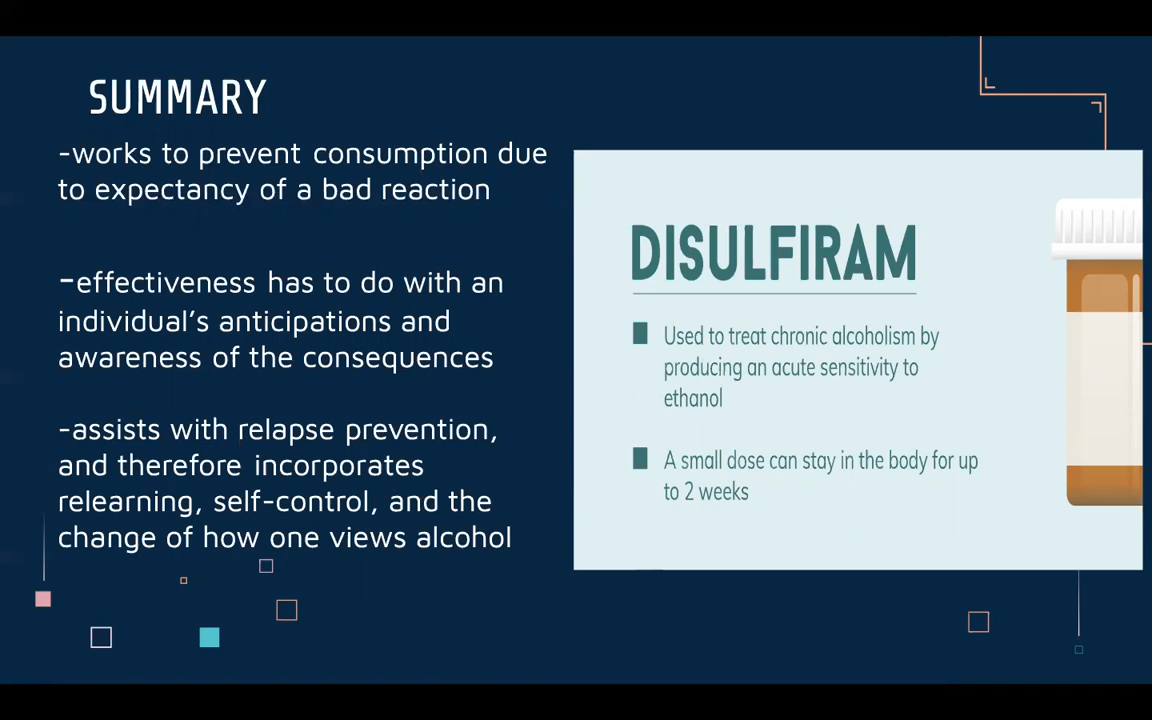 SUMMARY
-works to prevent consumption due
to expectancy of a bad reaction
-effectiveness has to do with an
individual's anticipations and
awareness of the consequences
-assists with relapse prevention,
and therefore incorporates
relearning, self-control, and the
change of how one views alcohol
DISULFIRAM
Used to treat chronic alcoholism by
producing an acute sensitivity to
ethanol
A small dose can stay in the body for up
to 2 weeks